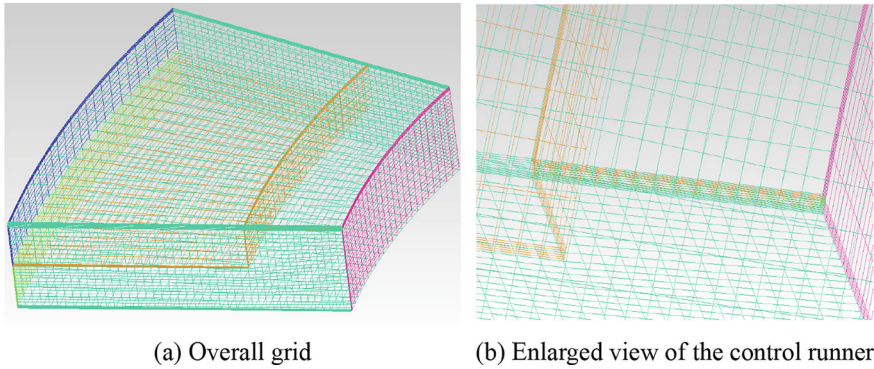 (a) Overall grid
(b) Enlarged view of the control runner